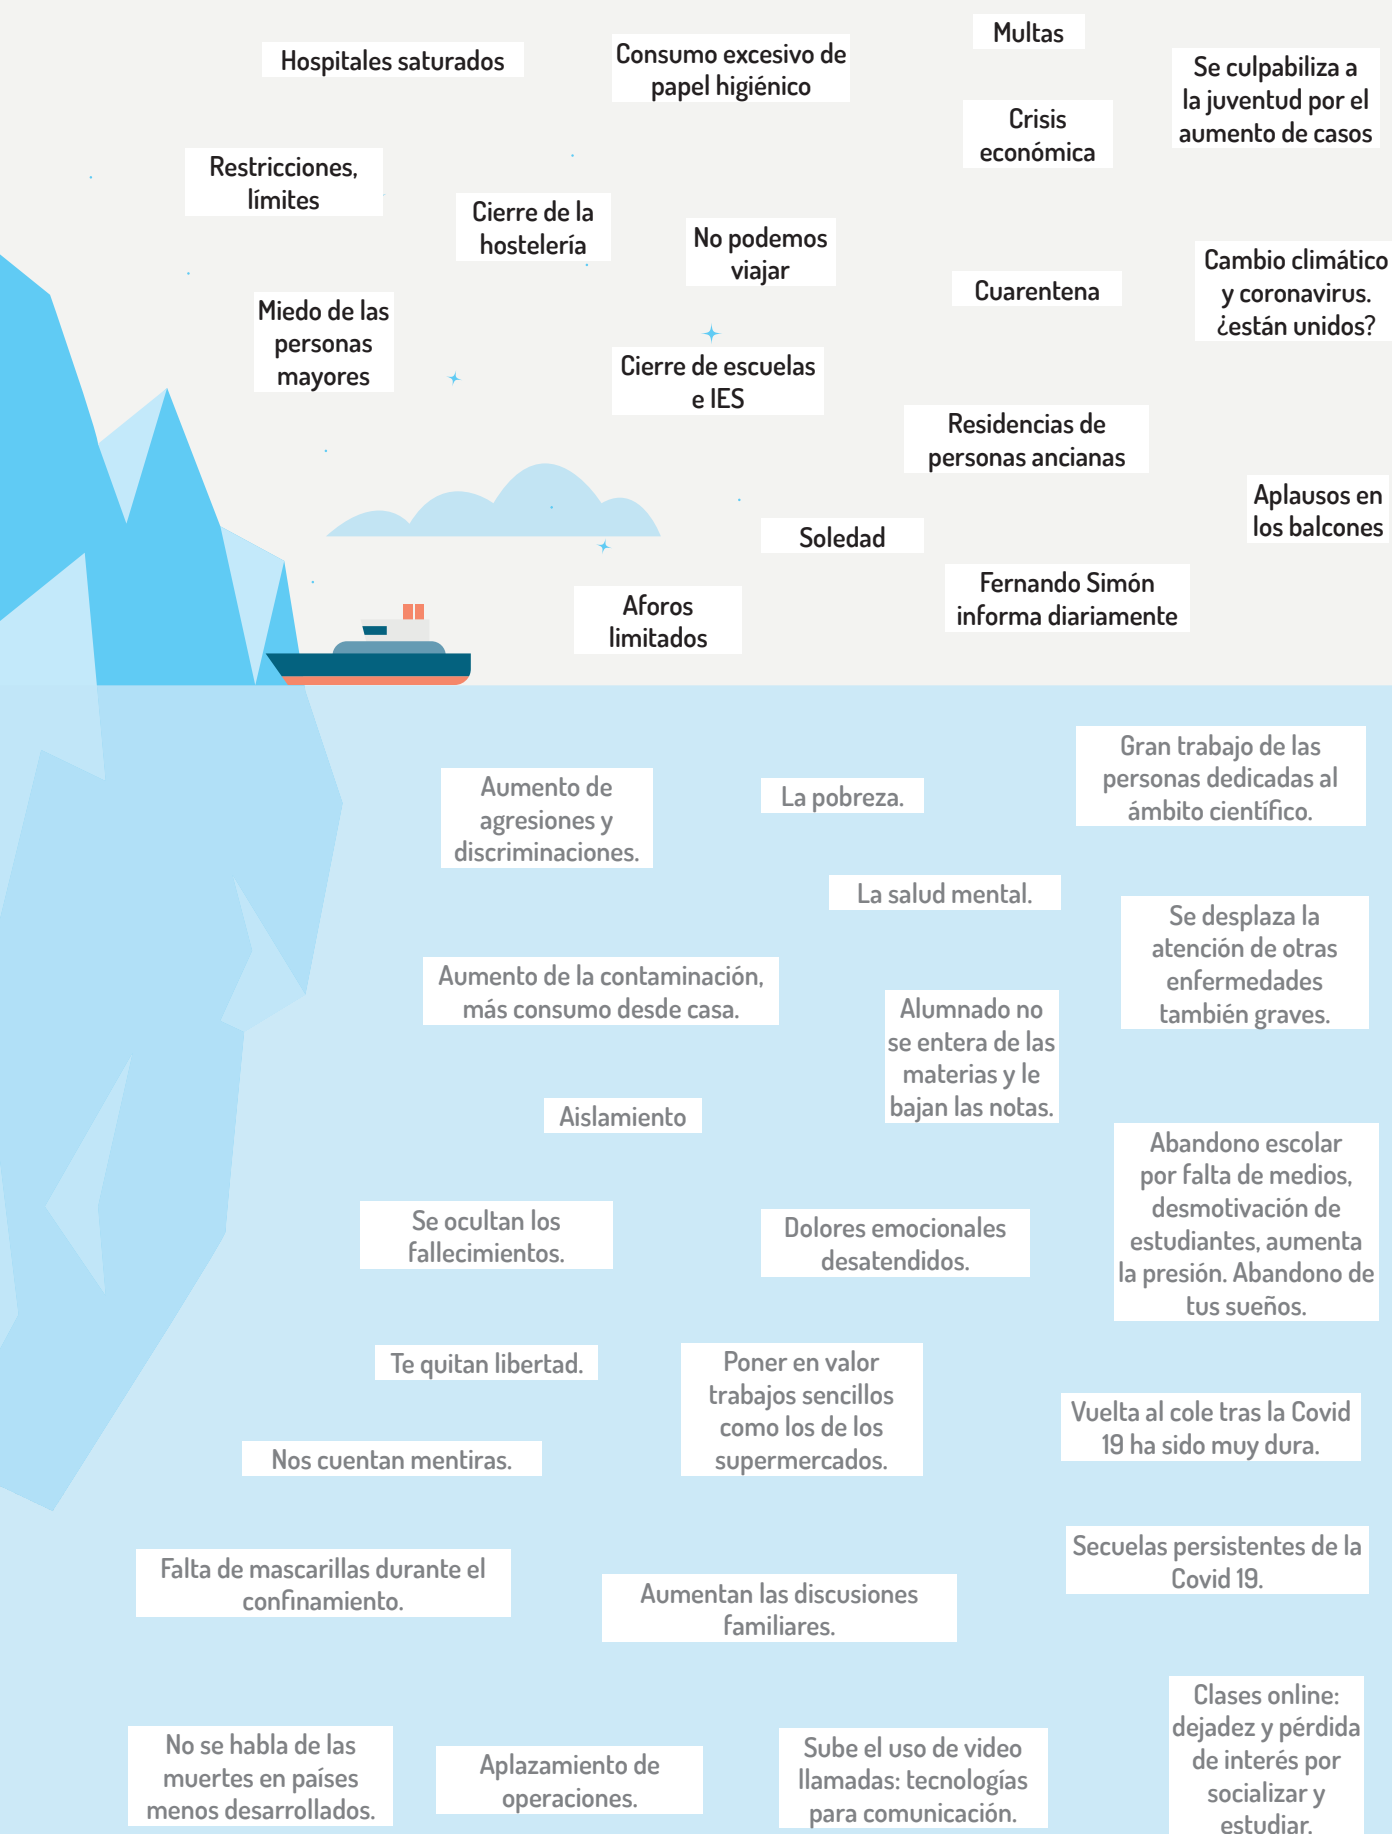 Multas
Hospitales saturados
Consumo excesivo de
papel higiénico
Se culpabiliza a
la juventud por el
aumento de casos
Crisis
económica
Restricciones,
límites
Cierre de la
hostelería
No podemos
viajar
Cuarentena
Cambio climático
y coronavirus.
¿están unidos?
Miedo de las
personas
mayores
Cierre de escuelas
e IES
Residencias de
personas ancianas
Aplausos en
los balcones
Soledad
Fernando Simón
informa diariamente
Aforos
limitados
Gran trabajo de las
personas dedicadas al
ámbito científico.
Aumento de
agresiones y
discriminaciones.
La pobreza.
La salud mental.
Se desplaza la
atención de otras
enfermedades
también graves.
Aumento de la contaminación,
más consumo desde casa.
Alumnado no
se entera de las
materias y le
bajan las notas.
Aislamiento
Abandono escolar
por falta de medios,
desmotivación de
estudiantes, aumenta
la presión. Abandono de
tus sueños.
Se ocultan los
fallecimientos.
Dolores emocionales
desatendidos.
Te quitan libertad.
Poner en valor
trabajos sencillos
como los de los
supermercados.
Vuelta al cole tras la Covid
19 ha sido muy dura.
Nos cuentan mentiras.
Secuelas persistentes de la
Covid 19.
Falta de mascarillas durante el
confinamiento.
Aumentan las discusiones
familiares.
Clases online:
dejadez y pérdida
de interés por
socializar y
estudiar.
No se habla de las
muertes en países
menos desarrollados.
Aplazamiento de
operaciones.
Sube el uso de video
llamadas: tecnologías
para comunicación.